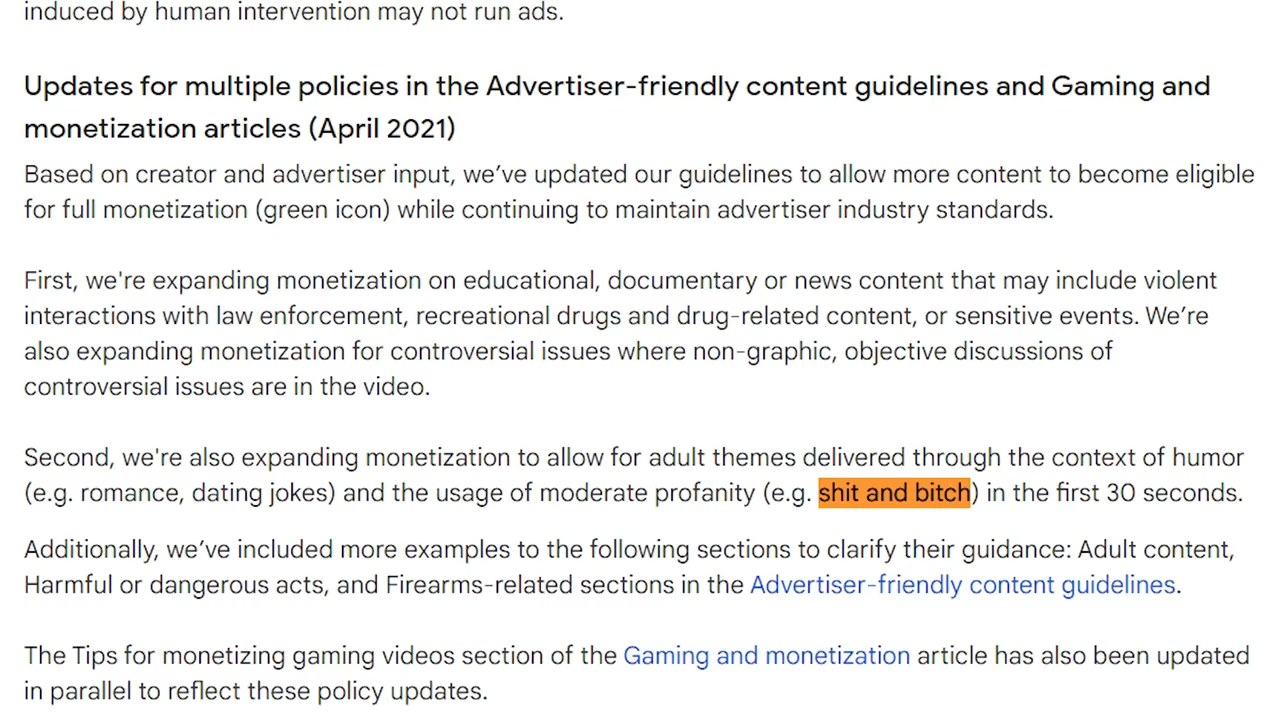 induced by human intervention may not run ads.
Updates for multiple policies in the Advertiser-friendly content guidelines and Gaming and
monetization articles (April 2021)
Based on creator and advertiser input, we’ve updated our guidelines to allow more content to become eligible
for full monetization (green icon) while continuing to maintain advertiser industry standards.
First, we're expanding monetization on educational, documentary or news content that may include violent
interactions with law enforcement, recreational drugs and drug-related content, or sensitive events. We’re
also expanding monetization for controversial issues where non-graphic, objective discussions of
controversial issues are in the video.
Second, we're also expanding monetization to allow for adult themes delivered through the context of humor
(e.g. romance, dating jokes) and the usage of moderate profanity (e.g. shit and bitch) in the first 30 seconds.
Additionally, we’ve included more examples to the following sections to clarify their guidance: Adult content,
Harmful or dangerous acts, and Firearms-related sections in the Advertiser-friendly content guidelines.
The Tips for monetizing gaming videos section of the Gaming and monetization article has also been updated
in parallel to reflect these policy updates.